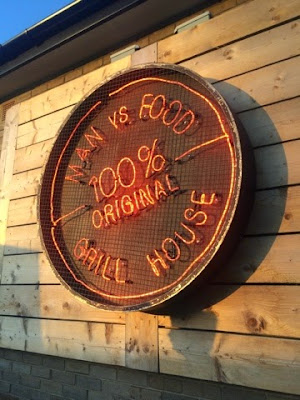 MAN vs. FOOD
100%
ORIGINAL
GRILL HOUSE